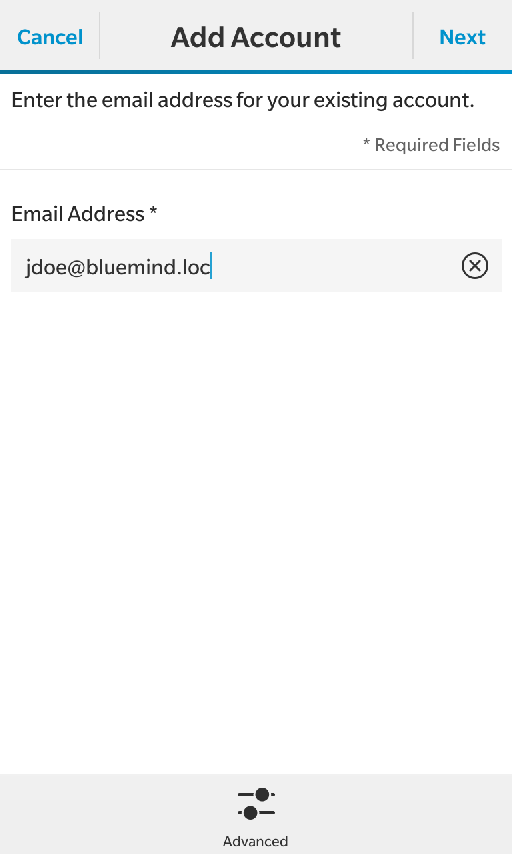 Cancel Add Account Next
Enter the email address for your existing account.
* Required Fields
Email Address *
jdoe@bluemind.loc
Advanced